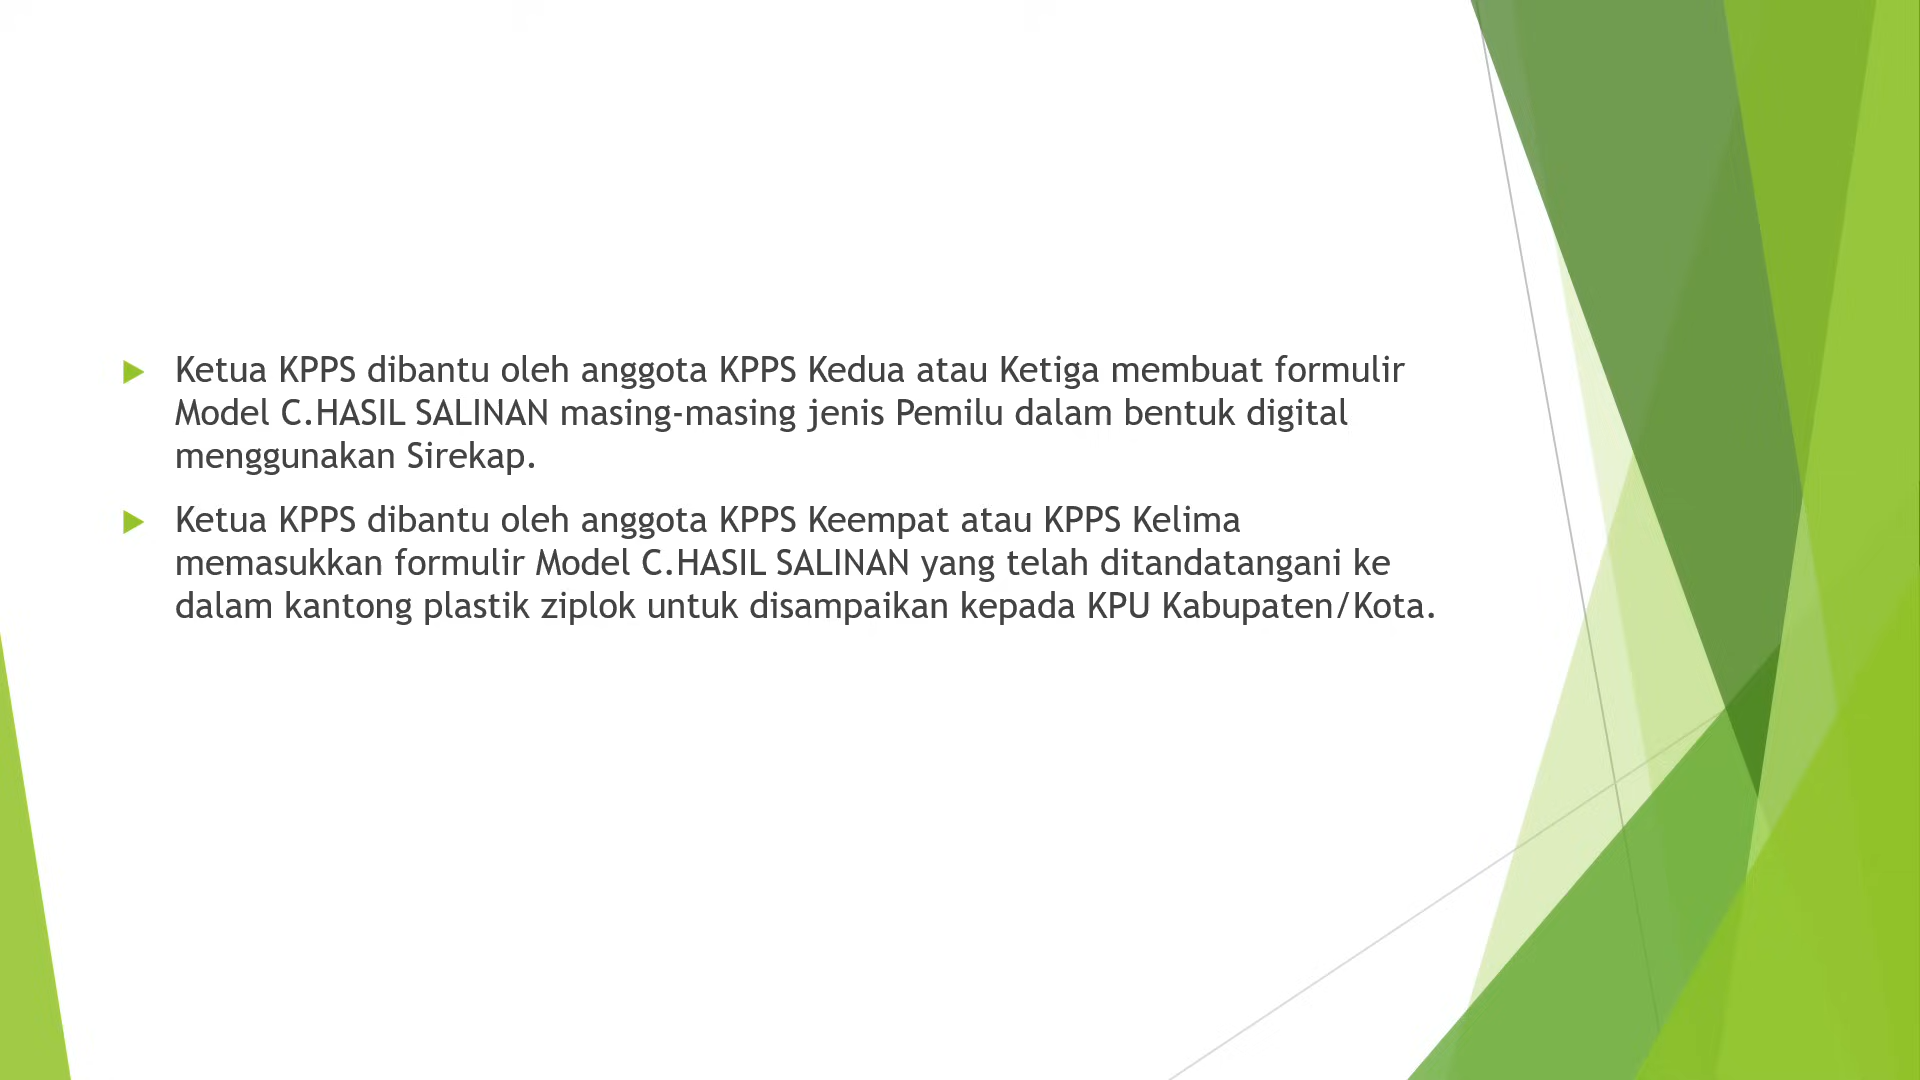 Ketua KPPS dibantu oleh anggota KPPS Kedua atau Ketiga membuat formulir
Model C.HASIL SALINAN masing-masing jenis Pemilu dalam bentuk digital
menggunakan Sirekap.
Ketua KPPS dibantu oleh anggota KPPS Keempat atau KPPS Kelima
memasukkan formulir Model C.HASIL SALINAN yang telah ditandatangani ke
dalam kantong plastik ziplok untuk disampaikan kepada KPU Kabupaten/Kota.